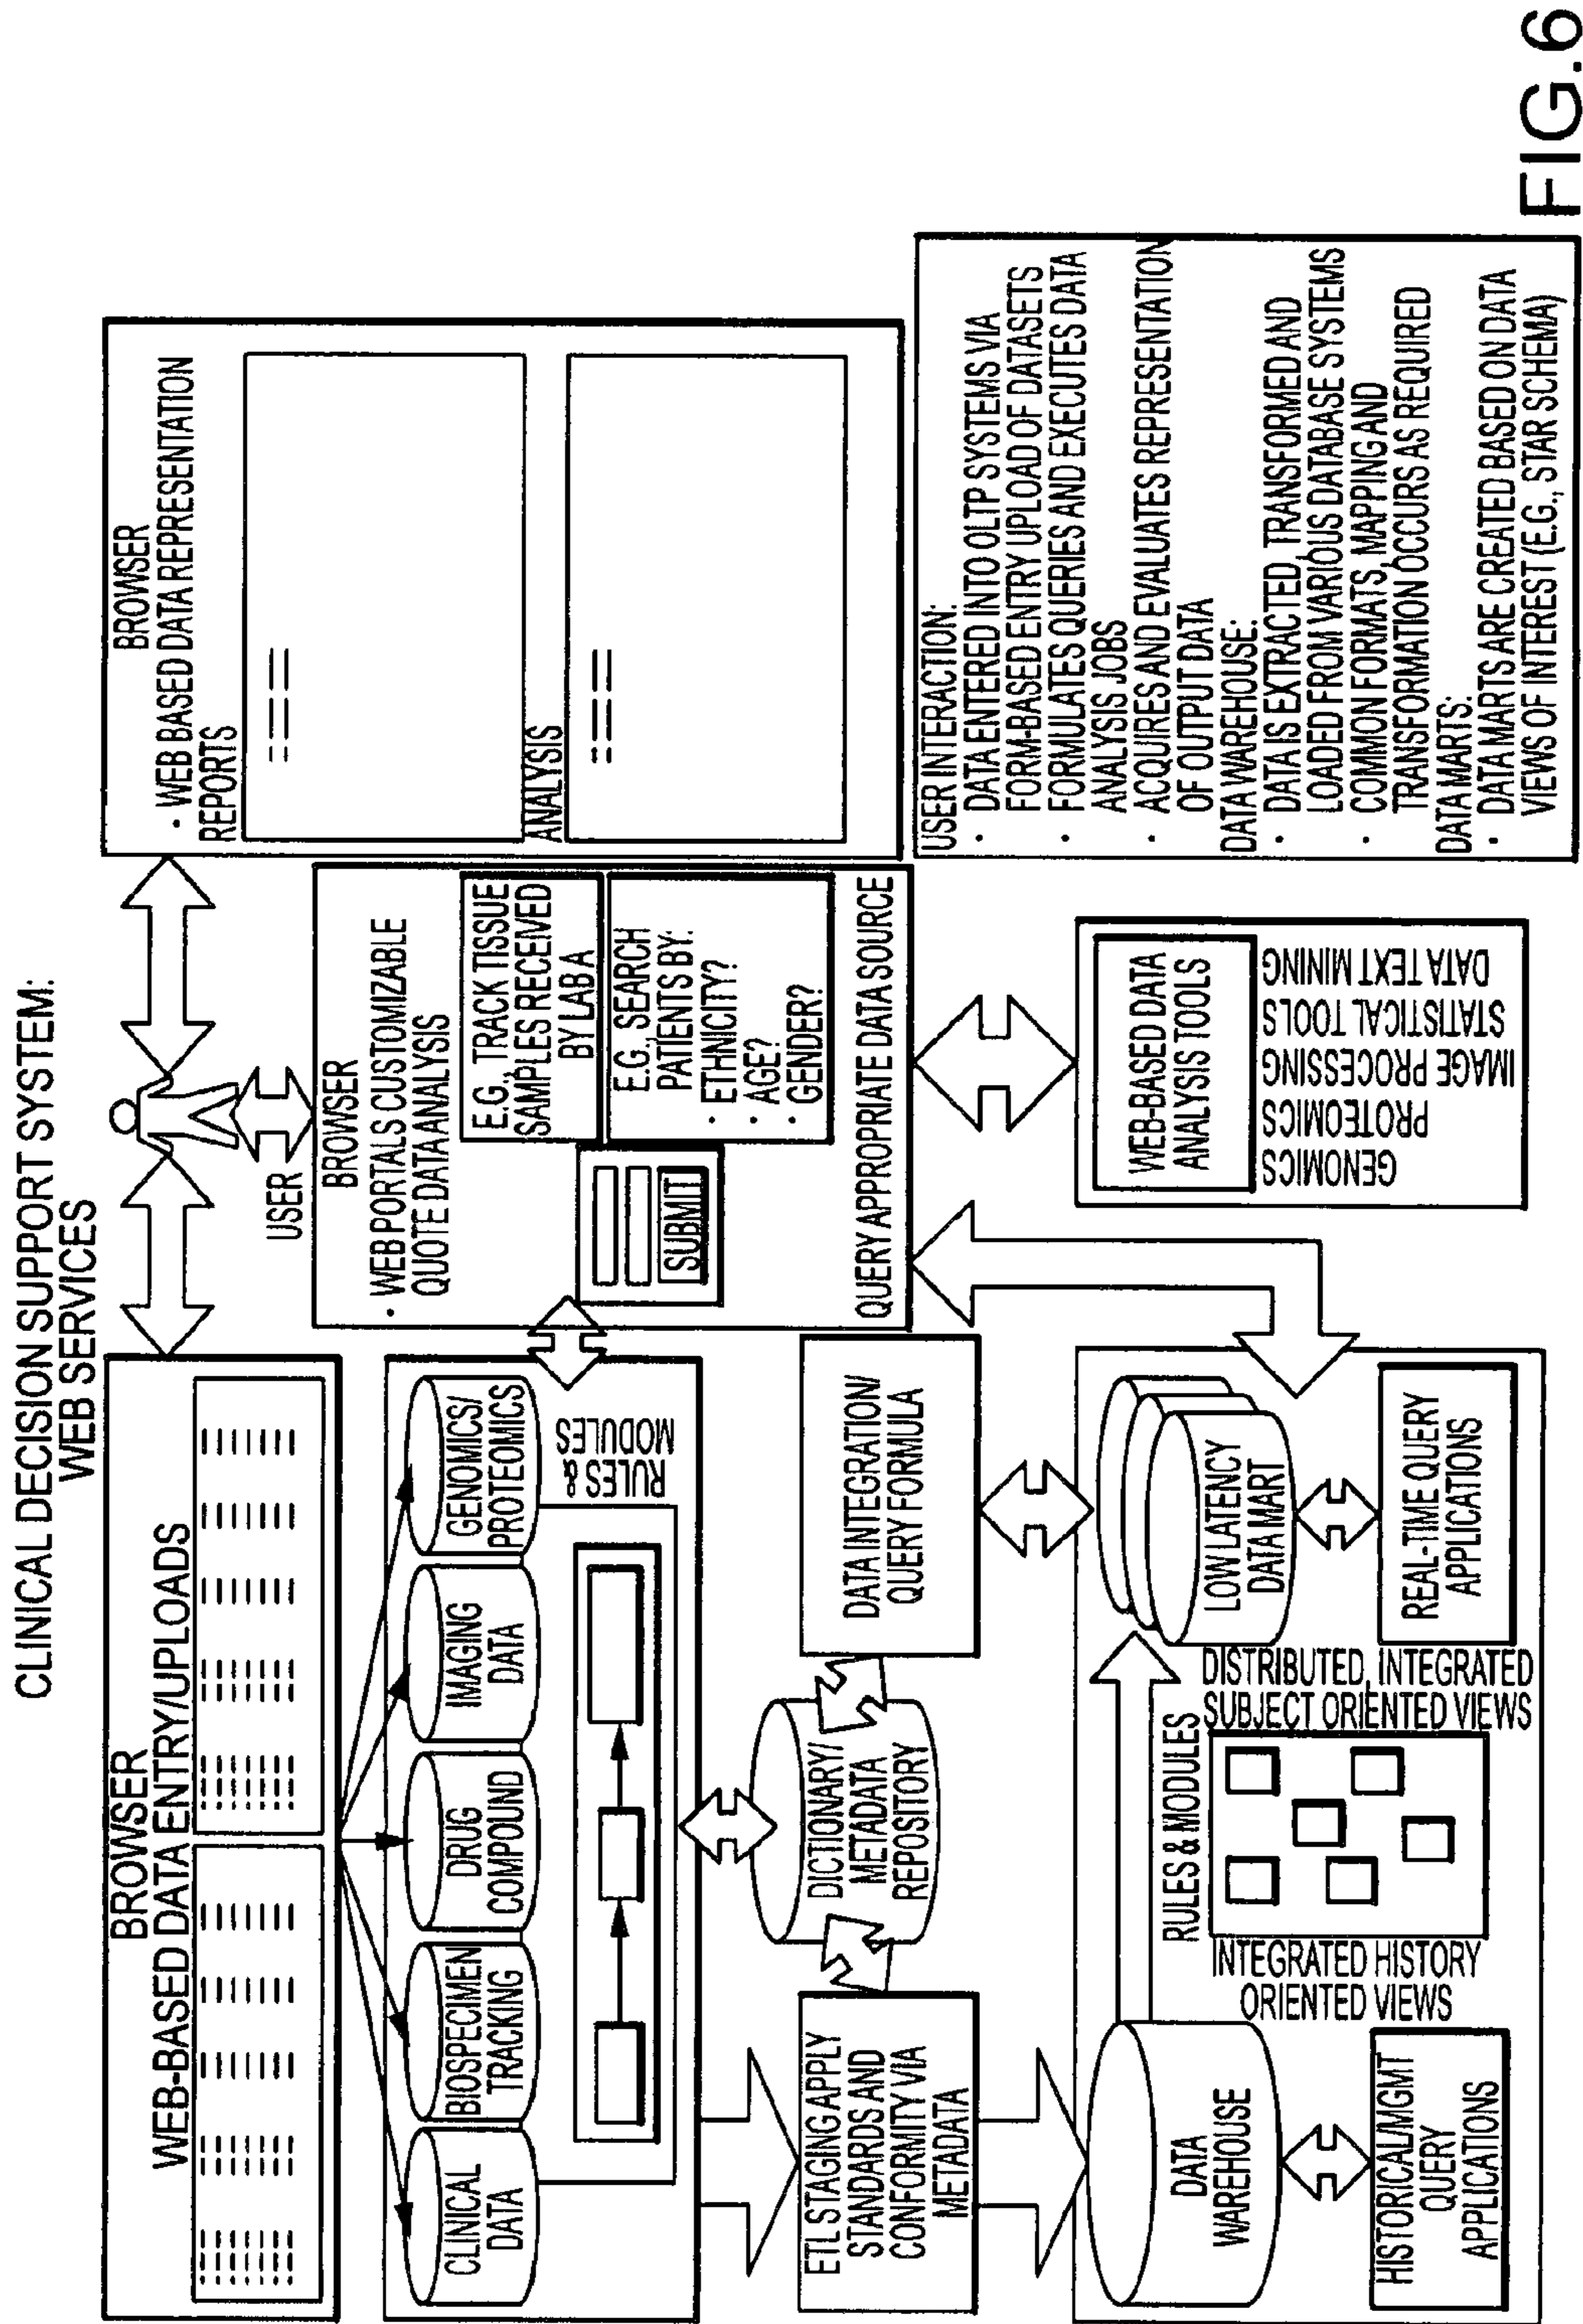 CLINICAL DECISION SUPPORT SYSTEM:
WEB SERVICES
BROWSER
WEB-BASED DATA ENTRY/UPLOADS
USER
BROWSER
· WEB BASED DATA REPRESENTATION
REPORTS
ANALYSIS
CLINICAL
DATA
BIOSPECIMEN
TRACKING
DRUG
COMPOUND
IMAGING
DATA
GENOMICS/
PROTEOMICS
RULES &
MODULES
BROWSER
· WEB PORTALS CUSTOMIZABLE
QUOTE DATA ANALYSIS
E.G., TRACK TISSUE
SAMPLES RECEIVED
BY LAB A
SUBMIT
E.G., SEARCH
PATIENTS BY:
· ETHNICITY?
· AGE?
· GENDER?
QUERY APPROPRIATE DATA SOURCE
ETL STAGING APPLY
STANDARDS AND
CONFORMITY VIA
METADATA
DICTIONARY/
METADATA
REPOSITORY
DATA INTEGRATION/
QUERY FORMULA
DATA
WAREHOUSE
HISTORICAL/MGMT
QUERY
APPLICATIONS
RULES & MODULES
INTEGRATED HISTORY
ORIENTED VIEWS
DISTRIBUTED, INTEGRATED
SUBJECT ORIENTED VIEWS
LOW LATENCY
DATA MART
REAL-TIME QUERY
APPLICATIONS
WEB-BASED DATA
ANALYSIS TOOLS
GENOMICS
PROTEOMICS
IMAGE PROCESSING
STATISTICAL TOOLS
DATA TEXT MINING
USER INTERACTION:
· DATA ENTERED INTO OLTP SYSTEMS VIA
FORM-BASED ENTRY UPLOAD OF DATASETS
· FORMULATES QUERIES AND EXECUTES DATA
ANALYSIS JOBS
· ACQUIRES AND EVALUATES REPRESENTATION
OF OUTPUT DATA
DATA WAREHOUSE:
· DATA IS EXTRACTED, TRANSFORMED AND
LOADED FROM VARIOUS DATABASE SYSTEMS
· COMMON FORMATS, MAPPING AND
TRANSFORMATION OCCURS AS REQUIRED
DATA MARTS:
· DATA MARTS ARE CREATED BASED ON DATA
VIEWS OF INTEREST (E.G., STAR SCHEMA)
FIG.6